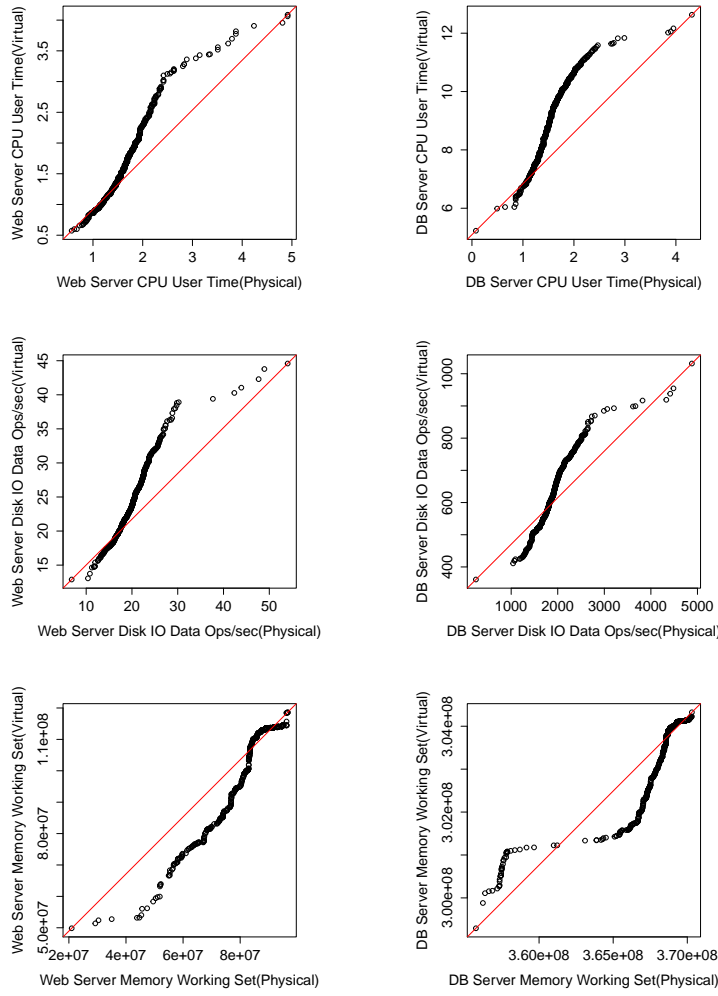 Web Server CPU User Time(Virtual)
0.5 1.5 2.5 3.5
1 2 3 4 5
Web Server CPU User Time(Physical)
DB Server CPU User Time(Virtual)
6 8 10 12
0 1 2 3 4
DB Server CPU User Time(Physical)
Web Server Disk IO Data Ops/sec(Virtual)
15 20 25 30 35 40 45
10 20 30 40 50
Web Server Disk IO Data Ops/sec(Physical)
DB Server Disk IO Data Ops/sec(Virtual)
400 600 800 1000
1000 2000 3000 4000 5000
DB Server Disk IO Data Ops/sec(Physical)
Web Server Memory Working Set(Virtual)
5.0e+07 8.0e+07 1.1e+08
2e+07 4e+07 6e+07 8e+07
Web Server Memory Working Set(Physical)
DB Server Memory Working Set(Virtual)
3.00e+08 3.02e+08 3.04e+08
3.60e+08 3.65e+08 3.70e+08
DB Server Memory Working Set(Physical)